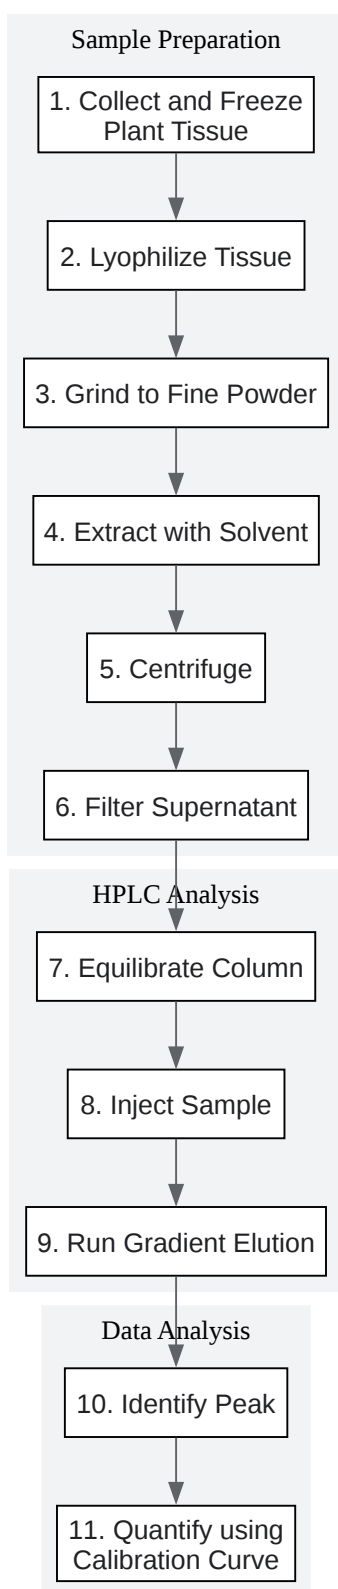 Sample Preparation
1. Collect and Freeze
Plant Tissue
2. Lyophilize Tissue
3. Grind to Fine Powder
4. Extract with Solvent
5. Centrifuge
6. Filter Supernatant
HPLC Analysis
7. Equilibrate Column
8. Inject Sample
9. Run Gradient Elution
Data Analysis
10. Identify Peak
11. Quantify using
Calibration Curve